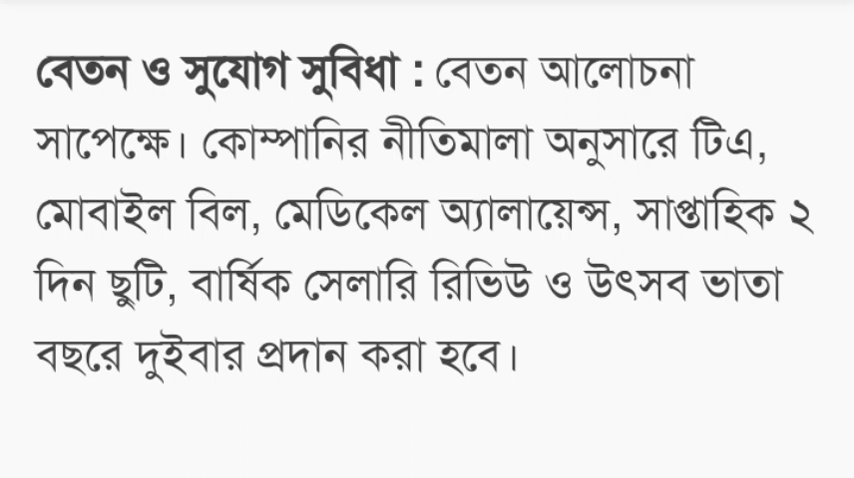 বেতন ও সুযোগ সুবিধা : বেতন আলোচনা
সাপেক্ষে। কোম্পানির নীতিমালা অনুসারে টিএ,
মোবাইল বিল, মেডিকেল অ্যালায়েন্স, সাপ্তাহিক ২
দিন ছুটি, বার্ষিক সেলারি রিভিউ ও উৎসব ভাতা
বছরে দুইবার প্রদান করা হবে।